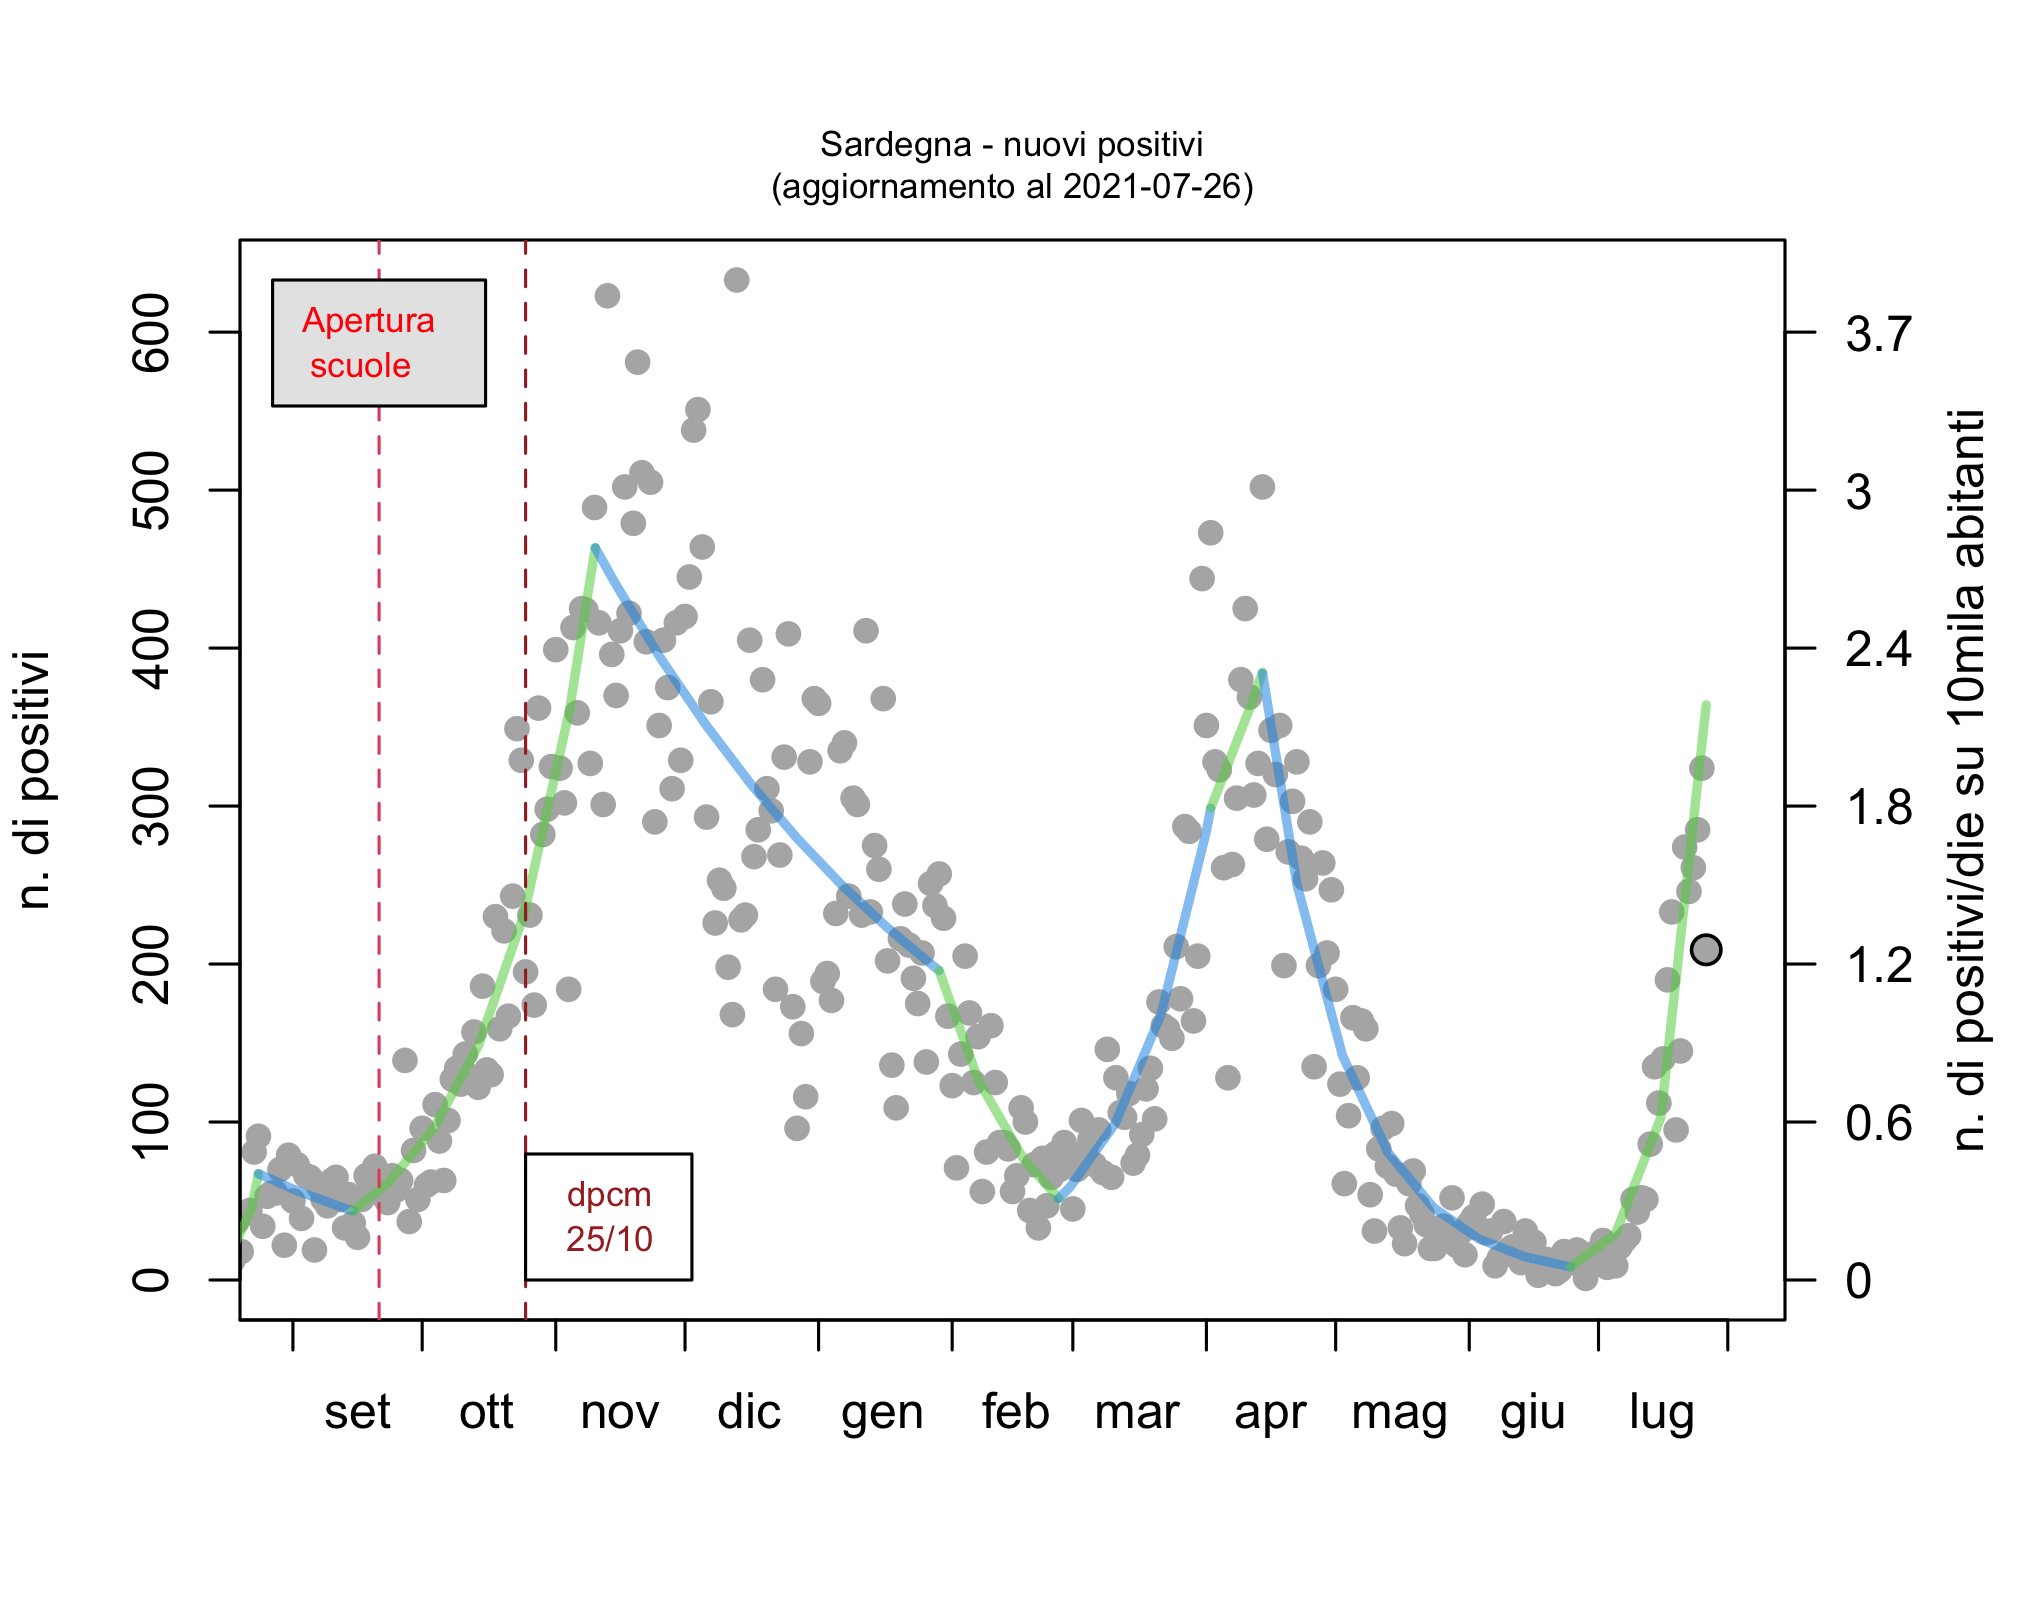 Sardegna - nuovi positivi
(aggiornamento al 2021-07-26)
Apertura
scuole
dpcm
25/10
n. di positivi
600
500
400
300
200
100
0
3.7
3
2.4
1.8
1.2
0.6
0
n. di positivi/die su 10mila abitanti
set ott nov dic gen feb mar apr mag giu lug